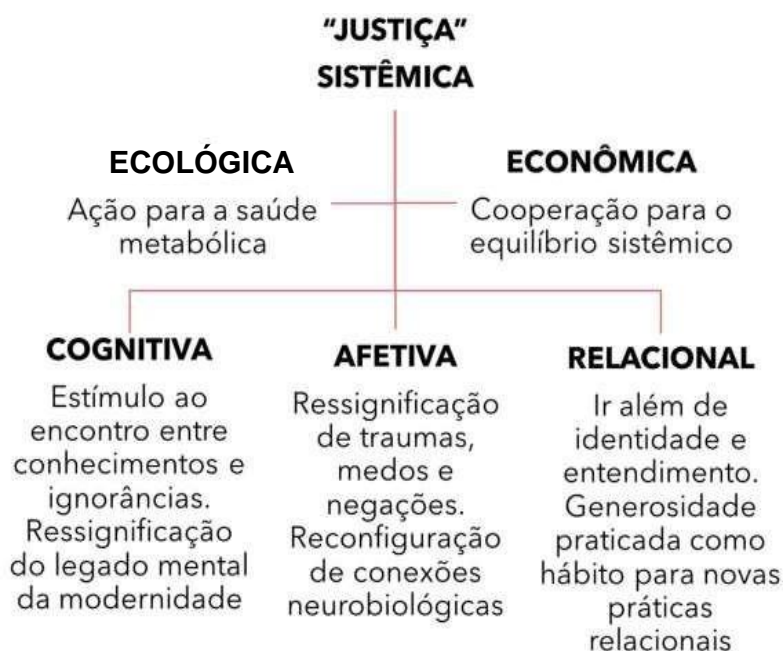 “JUSTIÇA”
SISTÊMICA
ECOLÓGICA
Ação para a saúde
metabólica
ECONÔMICA
Cooperação para o
equilíbrio sistêmico
COGNITIVA
Estímulo ao
encontro entre
conhecimentos e
ignorâncias.
Ressignificação
do legado mental
da modernidade
AFETIVA
Ressignificação
de traumas,
medos e
negações.
Reconfiguração
de conexões
neurobiológicas
RELACIONAL
Ir além de
identidade e
entendimento.
Generosidade
praticada como
hábito para novas
práticas
relacionais